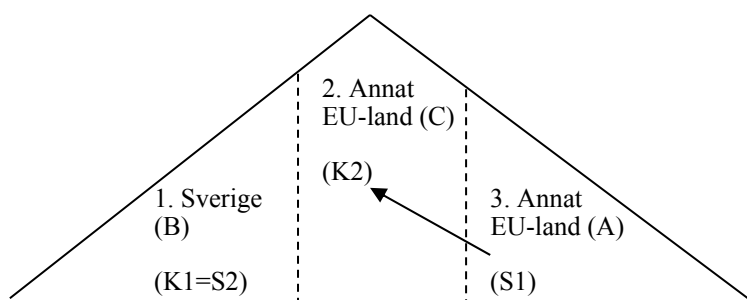 2. Annat
EU-land (C)
(K2)
1. Sverige
(B)
(K1=S2)
3. Annat
EU-land (A)
(S1)